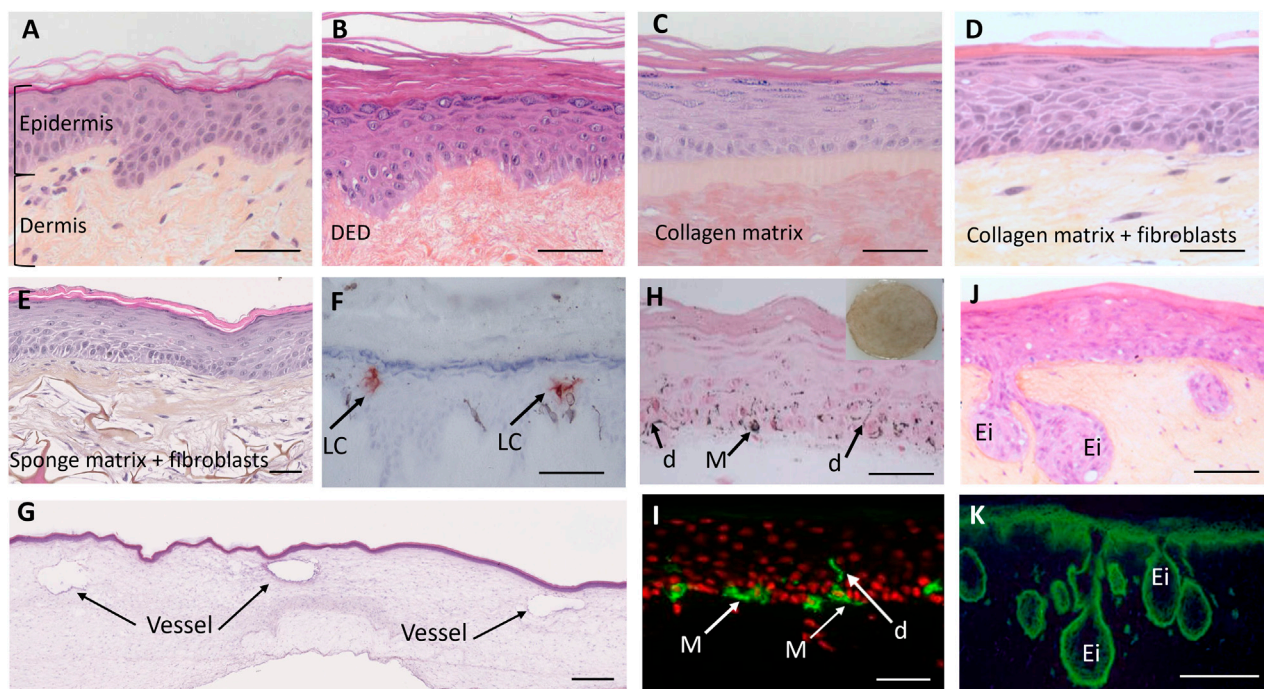 A
Epidermis
Dermis
B
DED
C
Collagen matrix
D
Collagen matrix + fibroblasts
E
Sponge matrix + fibroblasts
F
LC
LC
H
d
M
d
J
Ei
Ei
G
Vessel
Vessel
I
M
M
d
K
Ei
Ei